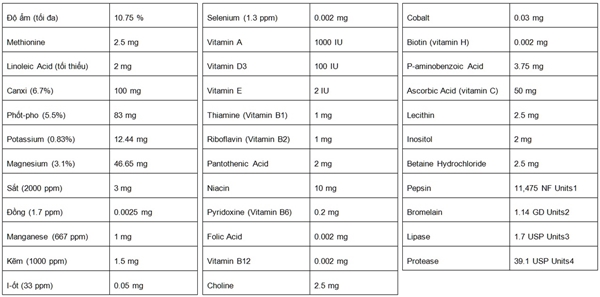 Độ ẩm (tối đa) 10.75 %
Methionine 2.5 mg
Linoleic Acid (tối thiểu) 2 mg
Canxi (6.7%) 100 mg
Phốt-pho (5.5%) 83 mg
Potassium (0.83%) 12.44 mg
Magnesium (3.1%) 46.65 mg
Sắt (2000 ppm) 3 mg
Đồng (1.7 ppm) 0.0025 mg
Manganese (667 ppm) 1 mg
Kẽm (1000 ppm) 1.5 mg
I-ốt (33 ppm) 0.05 mg
Selenium (1.3 ppm) 0.002 mg
Vitamin A 1000 IU
Vitamin D3 100 IU
Vitamin E 2 IU
Thiamine (Vitamin B1) 1 mg
Riboflavin (Vitamin B2) 1 mg
Pantothenic Acid 2 mg
Niacin 10 mg
Pyridoxine (Vitamin B6) 0.2 mg
Folic Acid 0.002 mg
Vitamin B12 0.002 mg
Choline 2.5 mg
Cobalt 0.03 mg
Biotin (vitamin H) 0.002 mg
P-aminobenzoic Acid 3.75 mg
Ascorbic Acid (vitamin C) 50 mg
Lecithin 2.5 mg
Inositol 2 mg
Betaine Hydrochloride 2.5 mg
Pepsin 11,475 NF Units1
Bromelain 1.14 GD Units2
Lipase 1.7 USP Units3
Protease 39.1 USP Units4